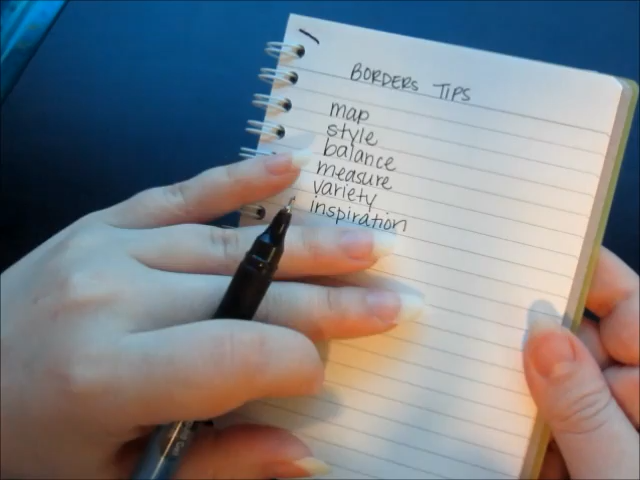 BORDERS TIPS
map
style
balance
measure
variety
inspiration